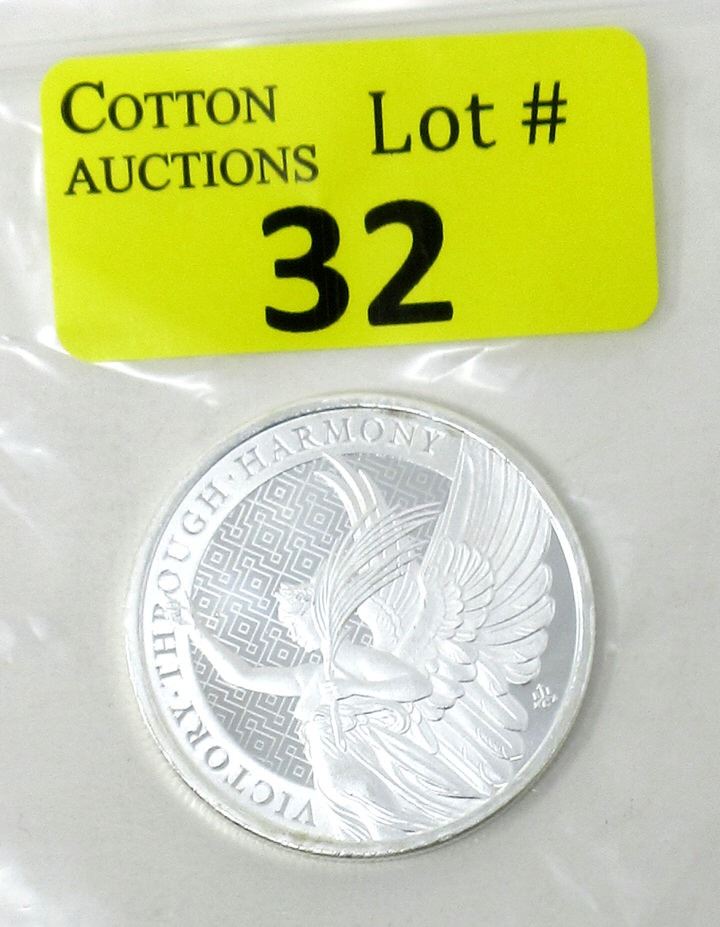 COTTON
AUCTIONS
Lot #
32
VICTORY·THROUGH·HARMONY